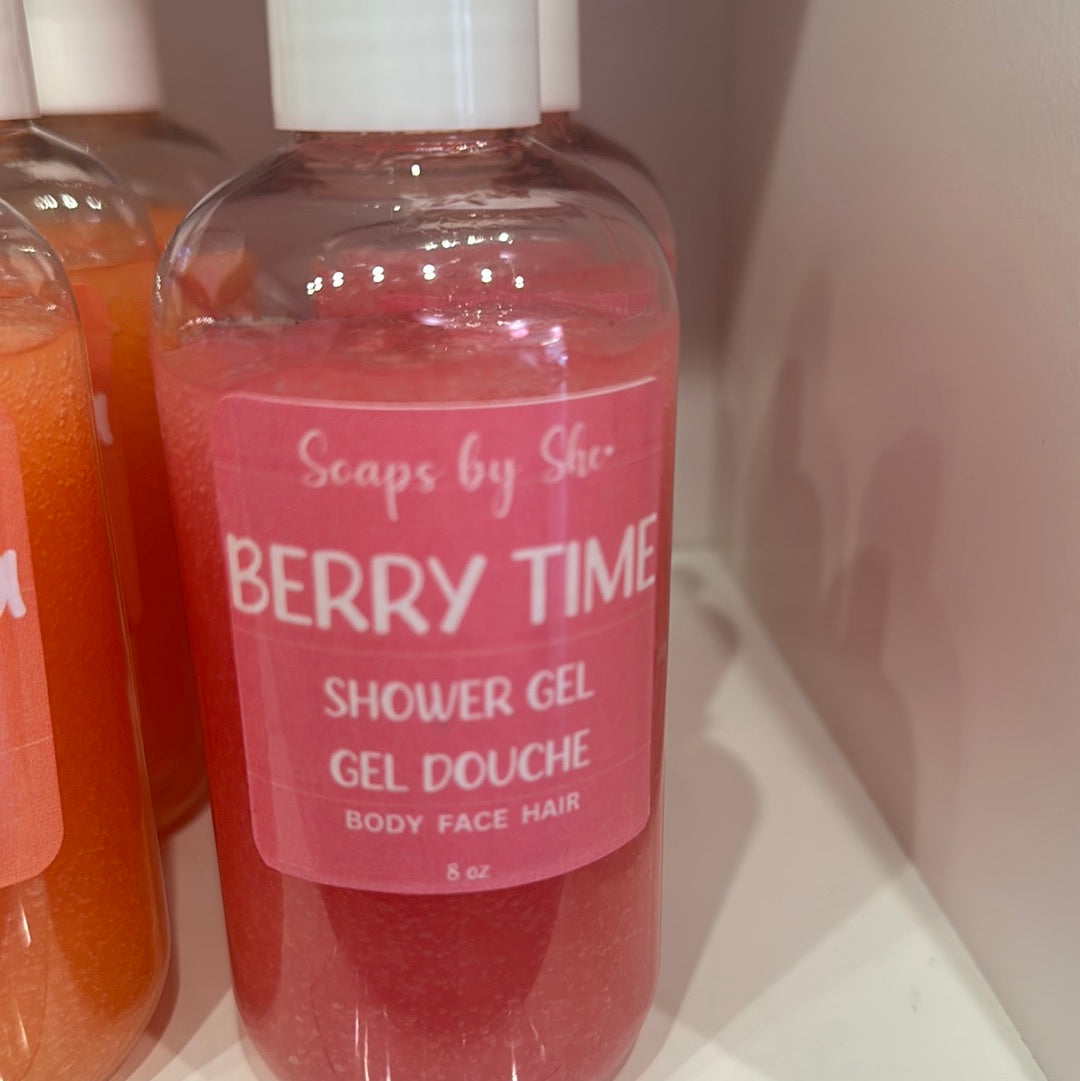 Soaps by She
BERRY TIME
SHOWER GEL
GEL DOUCHE
BODY FACE HAIR
8 oz